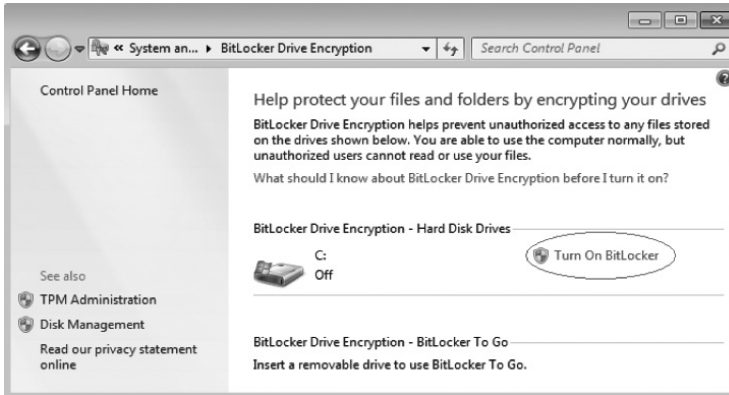 « System an... ▸ BitLocker Drive Encryption
Search Control Panel
Control Panel Home
Help protect your files and folders by encrypting your drives
BitLocker Drive Encryption helps prevent unauthorized access to any files stored
on the drives shown below. You are able to use the computer normally, but
unauthorized users cannot read or use your files.
What should I know about BitLocker Drive Encryption before I turn it on?
BitLocker Drive Encryption - Hard Disk Drives
C:
Off
Turn On BitLocker
See also
TPM Administration
Disk Management
Read our privacy statement
online
BitLocker Drive Encryption - BitLocker To Go
Insert a removable drive to use BitLocker To Go.